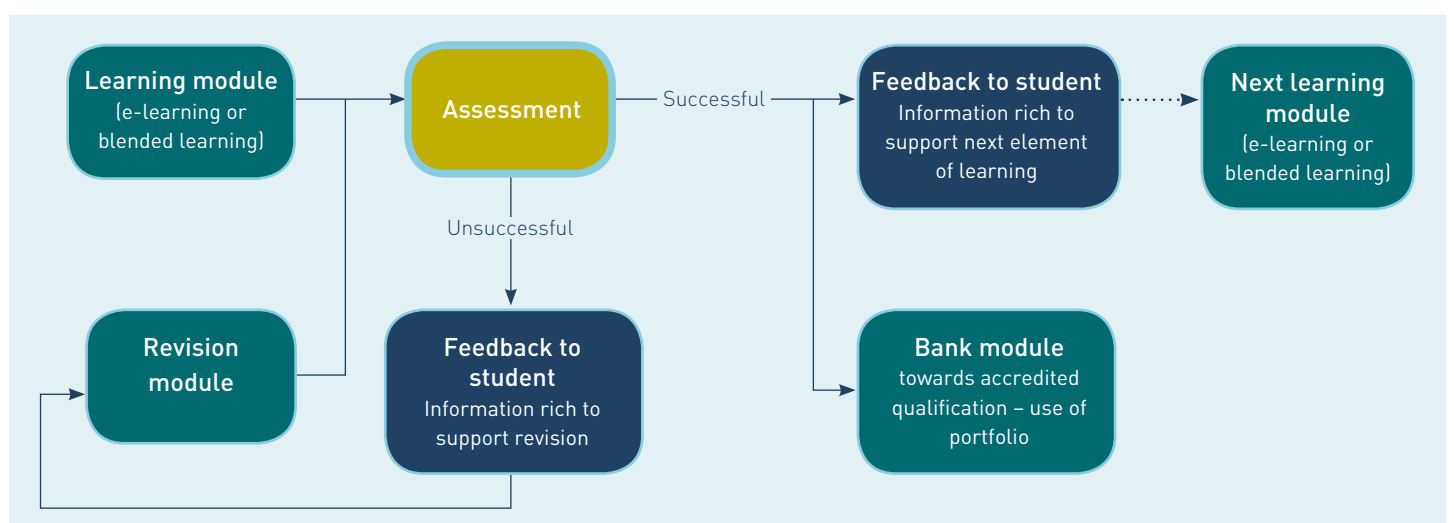 Learning module
(e-learning or
blended learning)
Assessment
Successful
Feedback to student
Information rich to
support next element
of learning
Next learning
module
(e-learning or
blended learning)
Unsuccessful
Revision
module
Feedback to
student
Information rich to
support revision
Bank module
towards accredited
qualification – use of
portfolio